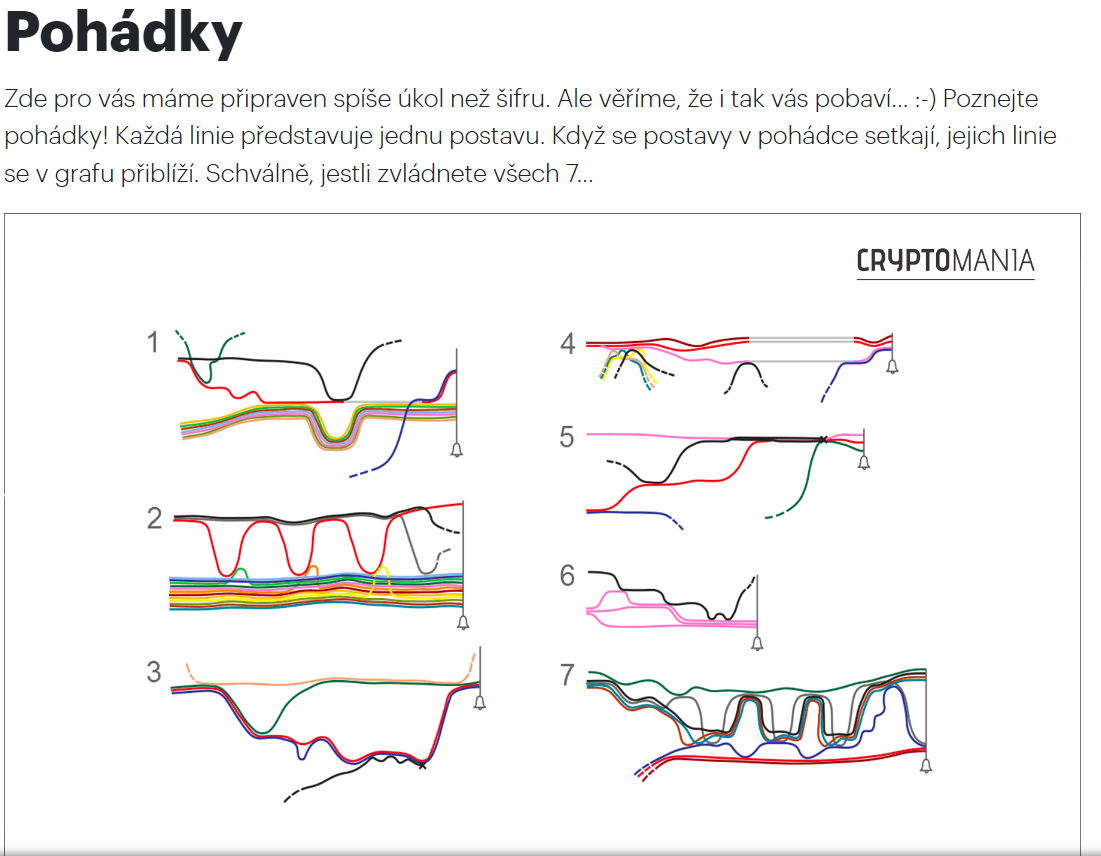 Pohádky
Zde pro vás máme připraven spíše úkol než šifru. Ale věříme, že i tak vás pobaví... :-) Poznejte
pohádky! Každá linie představuje jednu postavu. Když se postavy v pohádce setkají, jejich linie
se v grafu přiblíží. Schválně, jestli zvládnete všech 7...
CRYPTOMANIA
1
2
3
4
5
6
7